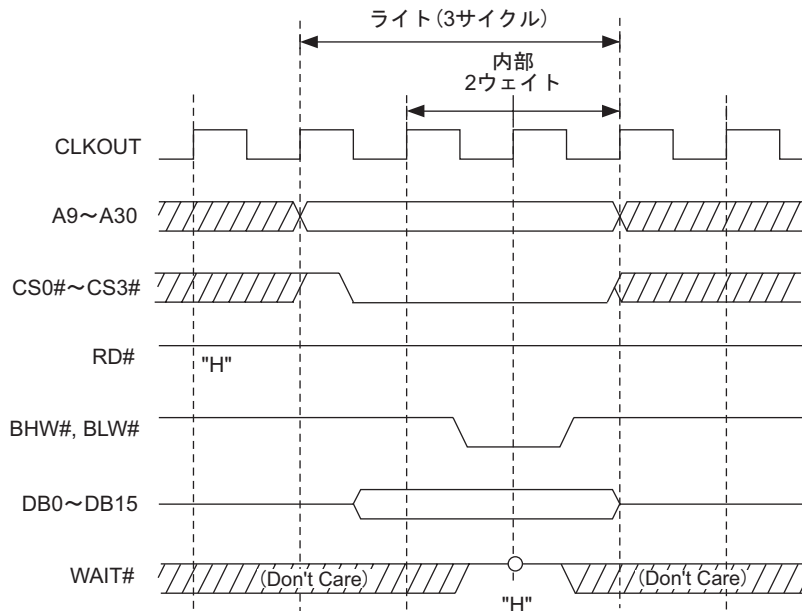 ライト(3サイクル)
内部
2ウェイト
CLKOUT
A9～A30
CS0#～CS3#
RD#
"H"
BHW#, BLW#
DB0～DB15
WAIT#
(Don't Care)
(Don't Care)
"H"